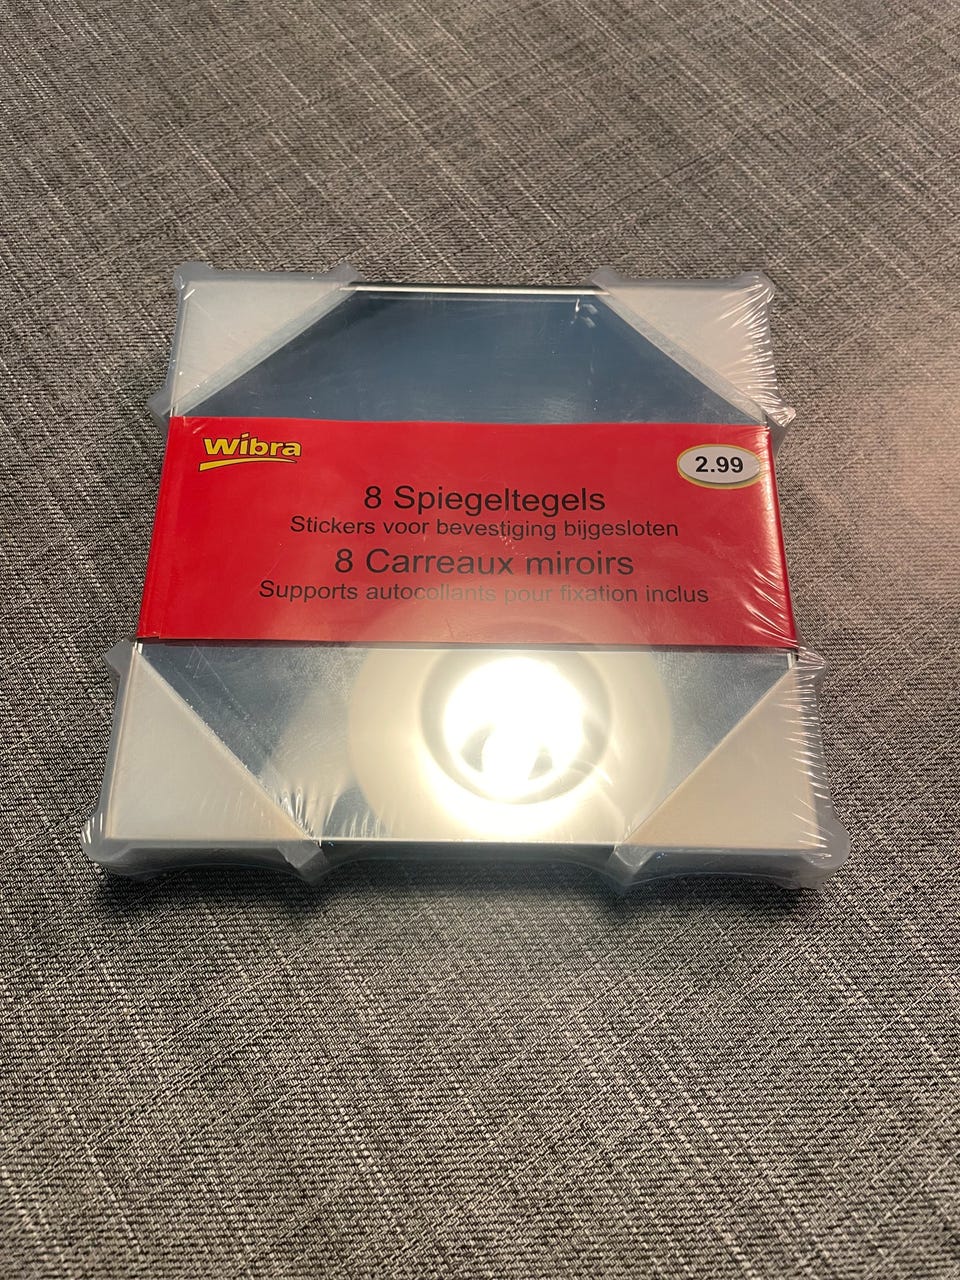 Wibra
2.99
8 Spiegeltegels
Stickers voor bevestiging bijgesloten
8 Carreaux miroirs
Supports autocollants pour fixation inclus